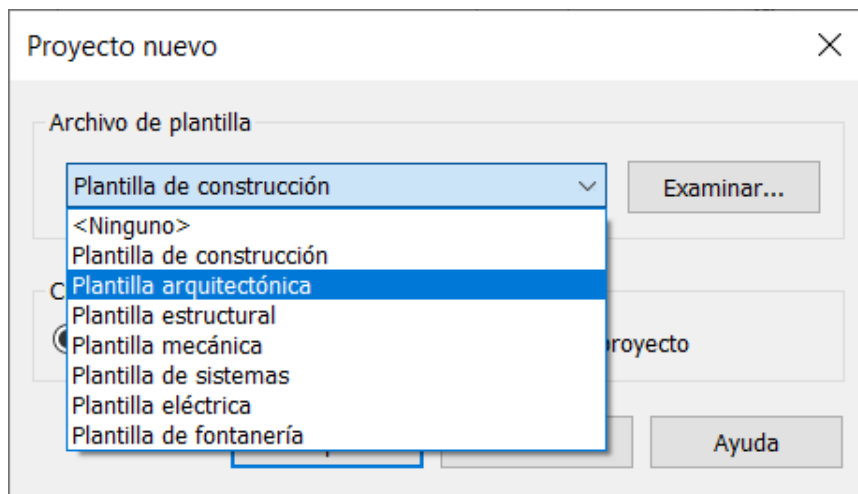 Proyecto nuevo
Archivo de plantilla
Plantilla de construcción
Examinar...
<Ninguno>
Plantilla de construcción
Plantilla arquitectónica
Plantilla estructural
Plantilla mecánica
Plantilla de sistemas
Plantilla eléctrica
Plantilla de fontanería
Ayuda